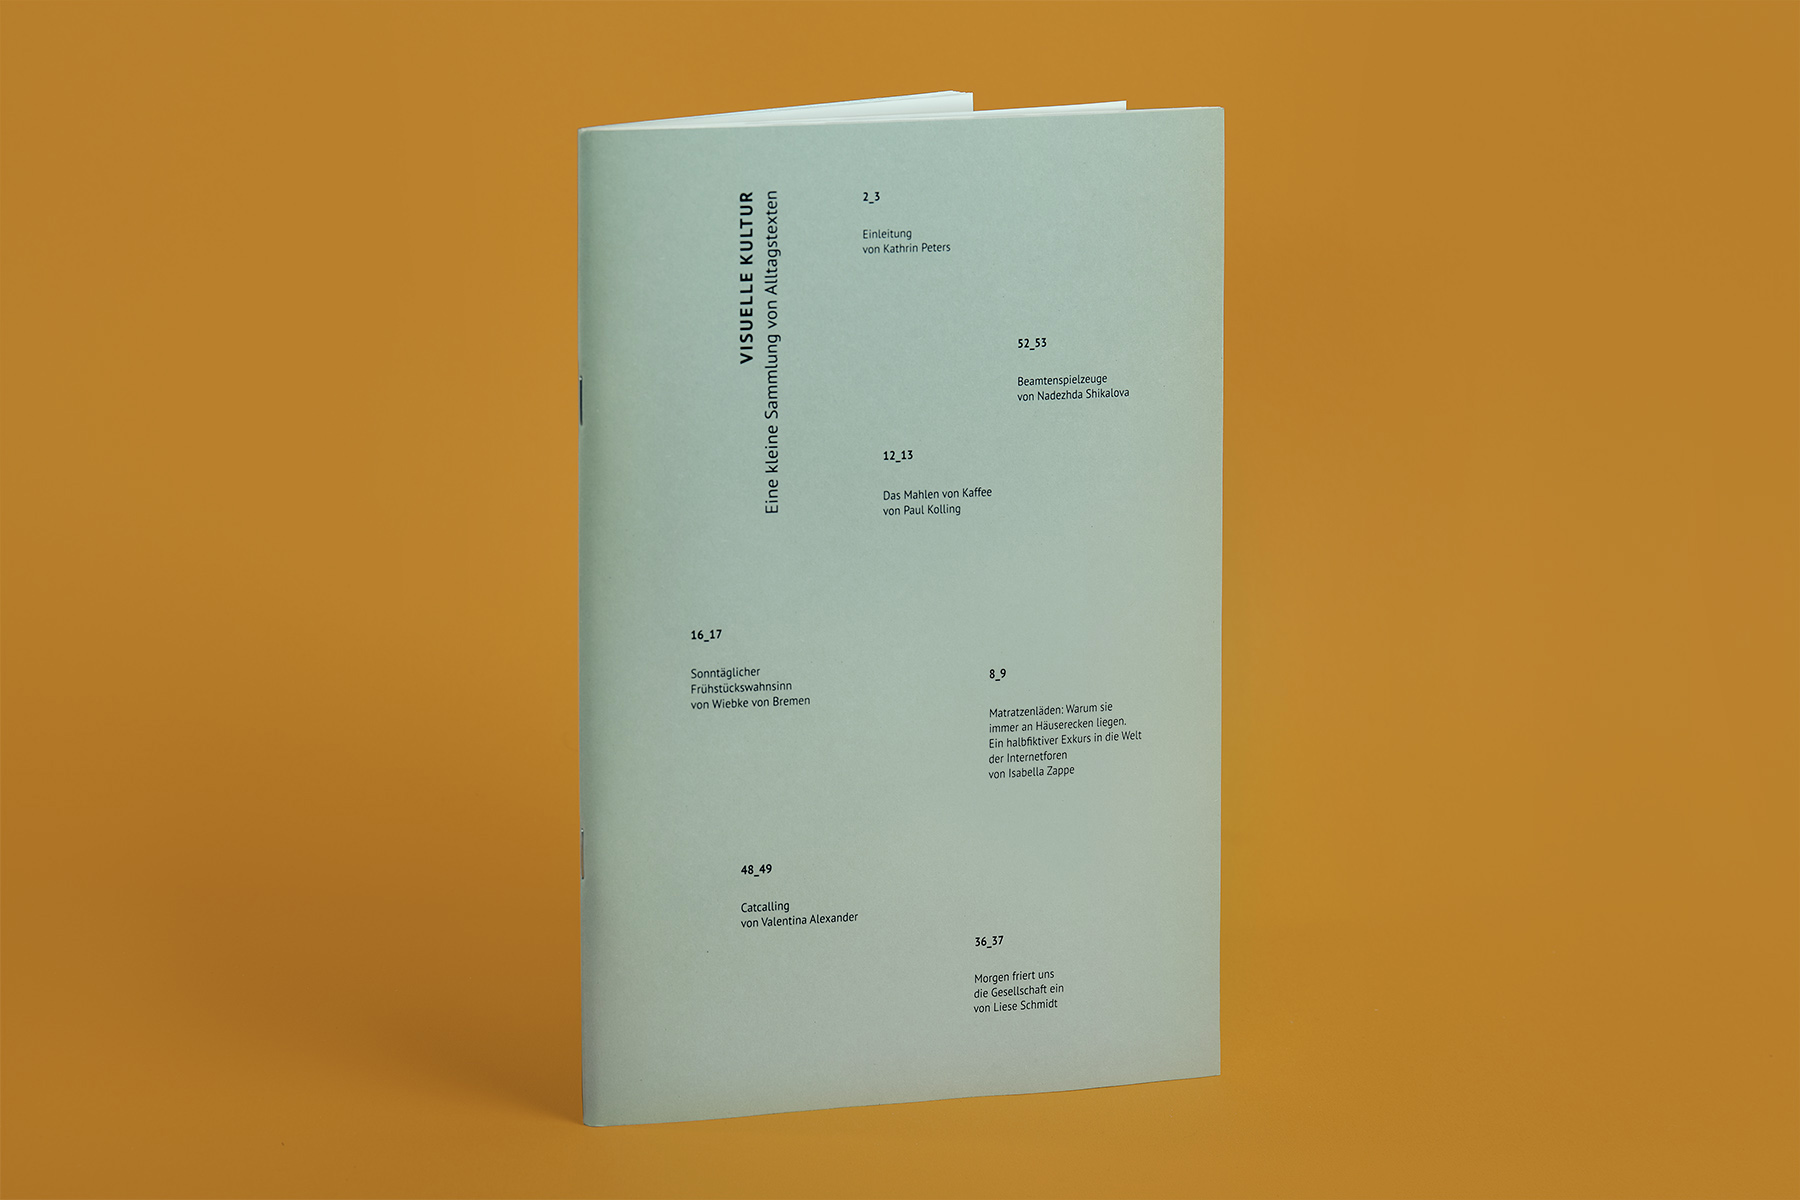 VISUELLE KULTUR
Eine kleine Sammlung von Alltagstexten
2_3
Einleitung
von Kathrin Peters
52_53
Beamtenspielzeuge
von Nadezhda Shikalova
12_13
Das Mahlen von Kaffee
von Paul Kolling
16_17
Sonntäglicher
Frühstückswahnsinn
von Wiebke von Bremen
8_9
Matratzenläden: Warum sie
immer an Häuserecken liegen.
Ein halbfiktiver Exkurs in die Welt
der Internetforen
von Isabella Zappe
48_49
Catcalling
von Valentina Alexander
36_37
Morgen friert uns
die Gesellschaft ein
von Liese Schmidt